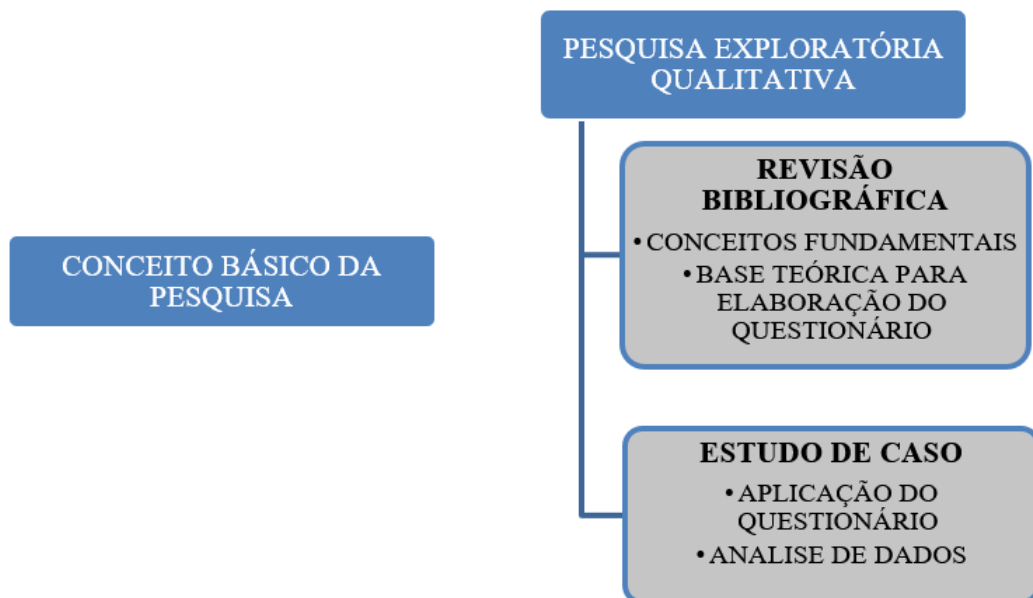 CONCEITO BÁSICO DA
PESQUISA
PESQUISA EXPLORATÓRIA
QUALITATIVA
REVISÃO
BIBLIOGRÁFICA
• CONCEITOS FUNDAMENTAIS
• BASE TEÓRICA PARA
ELABORAÇÃO DO
QUESTIONÁRIO
ESTUDO DE CASO
• APLICAÇÃO DO
QUESTIONÁRIO
• ANALISE DE DADOS